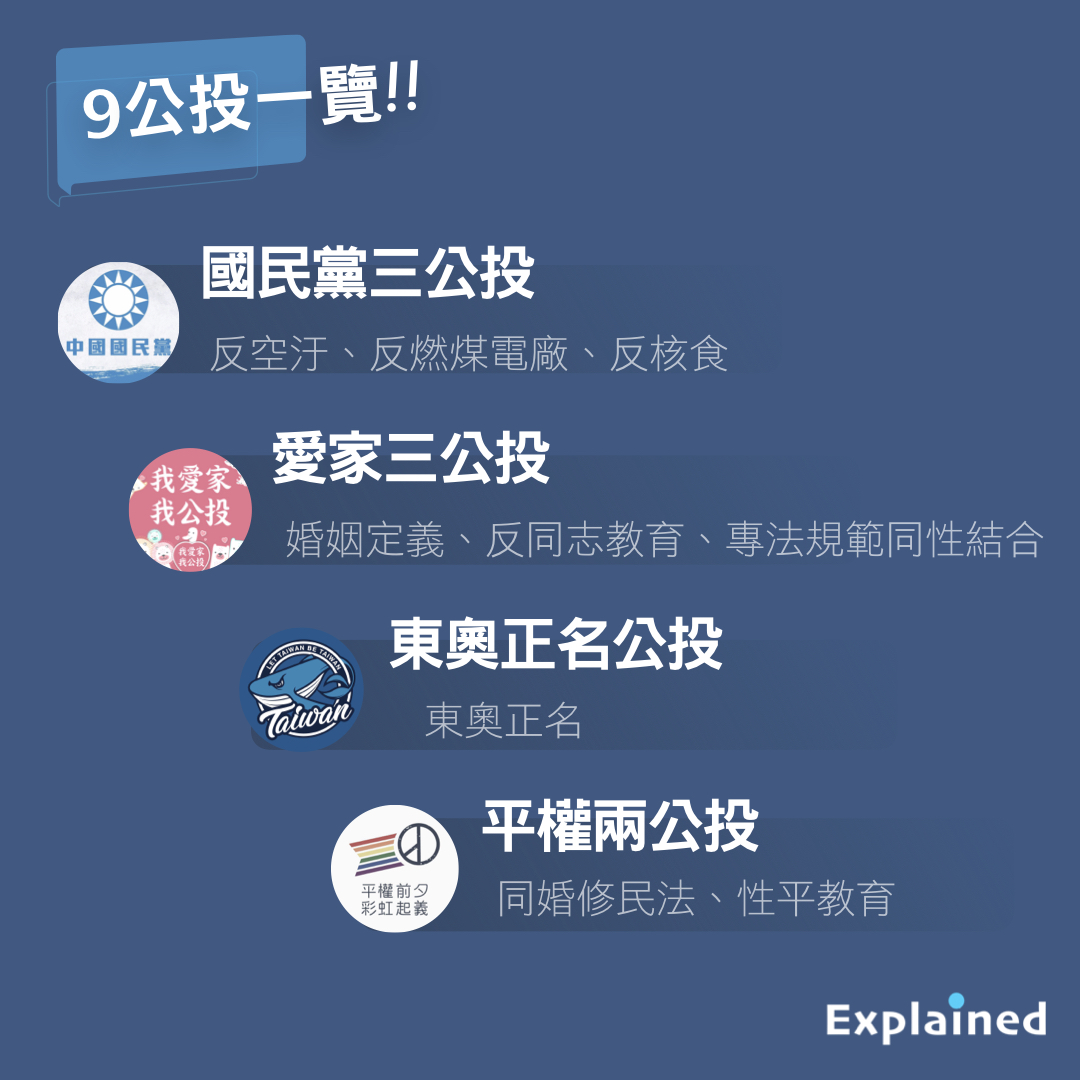 9公投一覽!!
國民黨三公投
中國國民黨
反空汙、反燃煤電廠、反核食
愛家三公投
我愛家
我公投
我愛家
我公投
婚姻定義、反同志教育、專法規範同性結合
東奧正名公投
LET TAIWAN BE TAIWAN
Taiwan
東奧正名
平權兩公投
平權前夕
彩虹起義
同婚修民法、性平教育
Explained